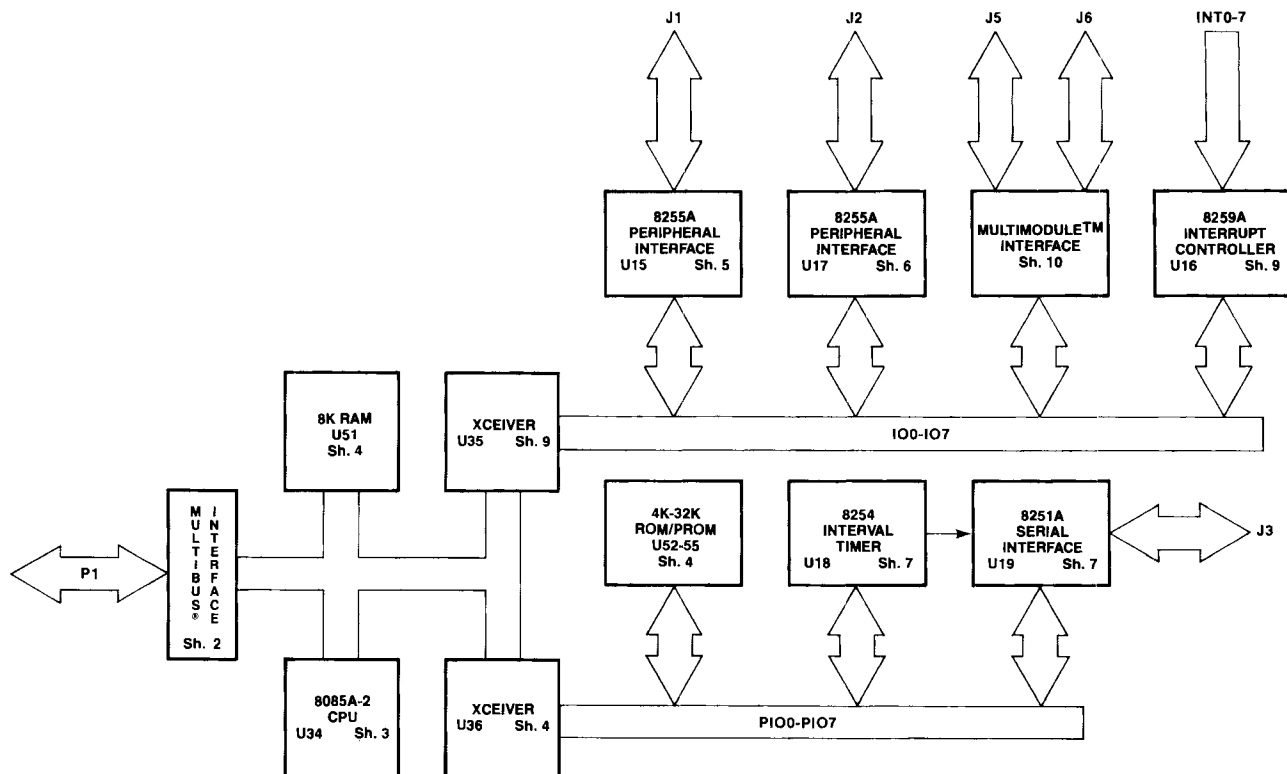 J1
J2
J5
J6
INT0-7
8255A
PERIPHERAL
INTERFACE
U15 Sh. 5
8255A
PERIPHERAL
INTERFACE
U17 Sh. 6
MULTIMODULE™
INTERFACE
Sh. 10
8259A
INTERRUPT
CONTROLLER
U16 Sh. 9
8K RAM
U51
Sh. 4
XCEIVER
U35 Sh. 9
IO0-IO7
P1
MULTIBUS®
INTERFACE
Sh. 2
4K-32K
ROM/PROM
U52-55
Sh. 4
8254
INTERVAL
TIMER
U18 Sh. 7
8251A
SERIAL
INTERFACE
U19 Sh. 7
J3
8085A-2
CPU
U34 Sh. 3
XCEIVER
U36 Sh. 4
PIO0-PIO7